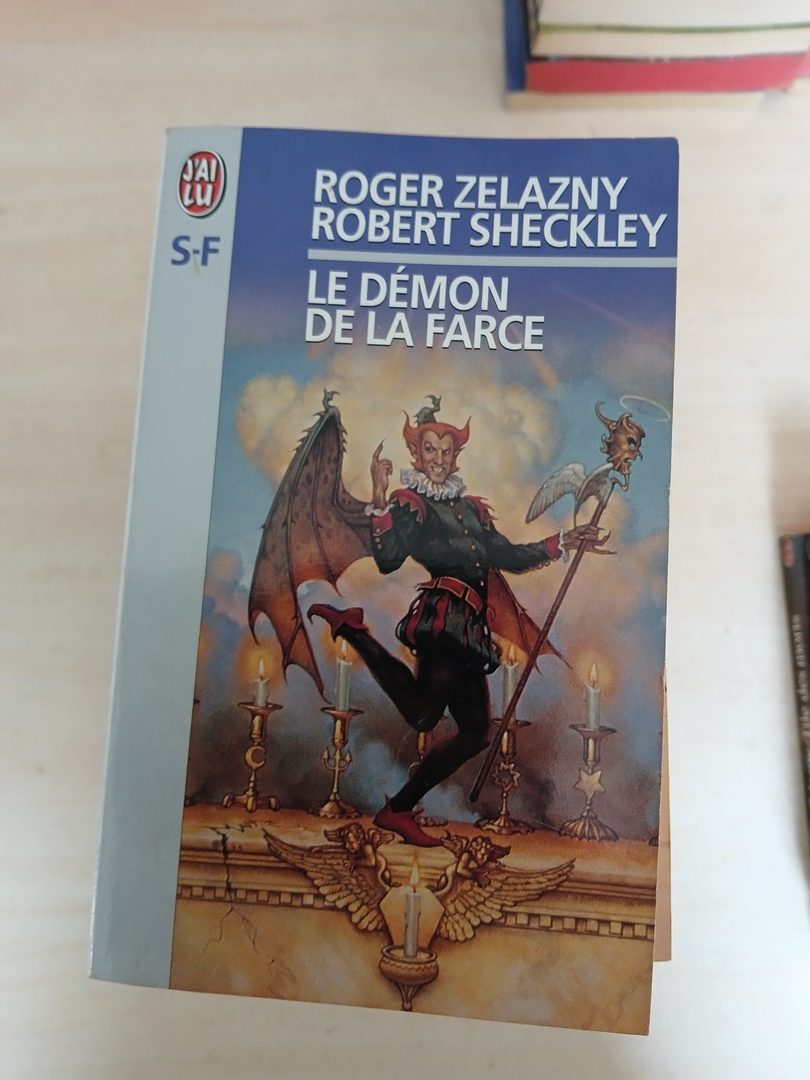 J'AI
LU
S-F
ROGER ZELAZNY
ROBERT SHECKLEY
LE DÉMON
DE LA FARCE